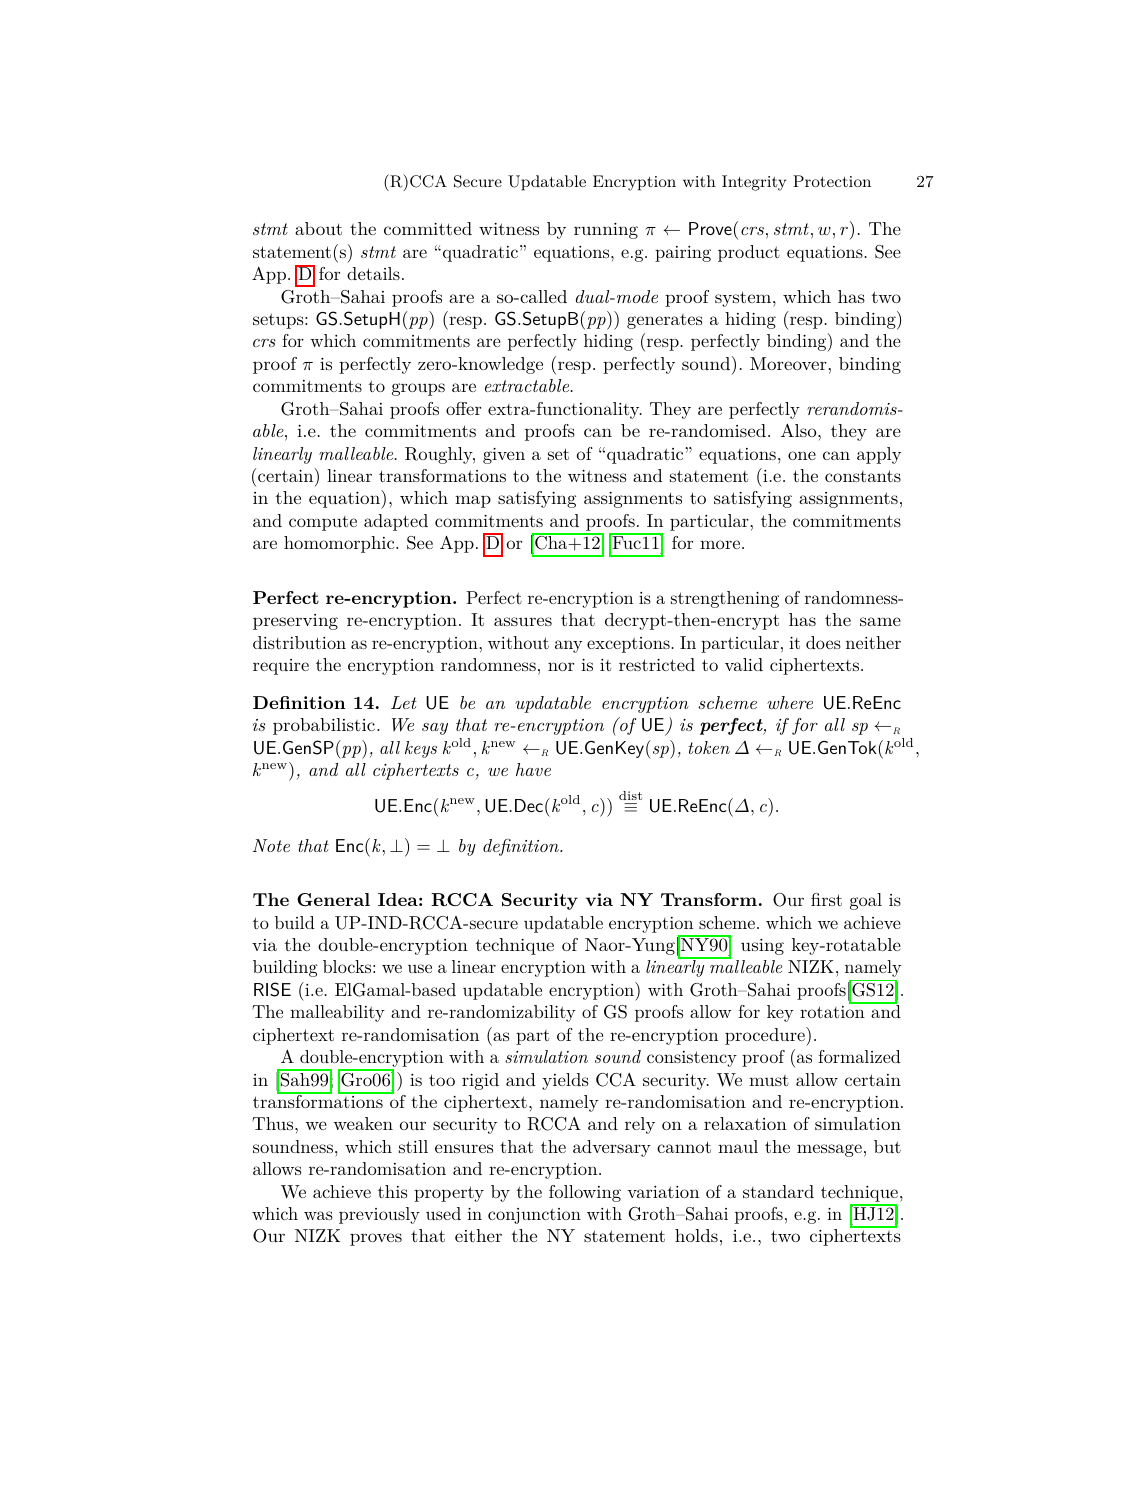 (R)CCA Secure Updatable Encryption with Integrity Protection 27
stmt about the committed witness by running π ← Prove(crs, stmt, w, r). The
statement(s) stmt are “quadratic” equations, e.g. pairing product equations. See
App. D for details.
Groth–Sahai proofs are a so-called dual-mode proof system, which has two
setups: GS.SetupH(pp) (resp. GS.SetupB(pp)) generates a hiding (resp. binding)
crs for which commitments are perfectly hiding (resp. perfectly binding) and the
proof π is perfectly zero-knowledge (resp. perfectly sound). Moreover, binding
commitments to groups are extractable.
Groth–Sahai proofs offer extra-functionality. They are perfectly rerandomis-
able, i.e. the commitments and proofs can be re-randomised. Also, they are
linearly malleable. Roughly, given a set of “quadratic” equations, one can apply
(certain) linear transformations to the witness and statement (i.e. the constants
in the equation), which map satisfying assignments to satisfying assignments,
and compute adapted commitments and proofs. In particular, the commitments
are homomorphic. See App. D or [Cha+12; Fuc11] for more.
Perfect re-encryption. Perfect re-encryption is a strengthening of randomness-
preserving re-encryption. It assures that decrypt-then-encrypt has the same
distribution as re-encryption, without any exceptions. In particular, it does neither
require the encryption randomness, nor is it restricted to valid ciphertexts.
Definition 14. Let UE be an updatable encryption scheme where UE.ReEnc
is probabilistic. We say that re-encryption (of UE) is perfect, if for all sp ←R
UE.GenSP(pp), all keys k^old, k^new ←R UE.GenKey(sp), token Δ ←R UE.GenTok(k^old,
k^new), and all ciphertexts c, we have
UE.Enc(k^new, UE.Dec(k^old, c)) ≡^dist UE.ReEnc(Δ, c).
Note that Enc(k, ⊥) = ⊥ by definition.
The General Idea: RCCA Security via NY Transform. Our first goal is
to build a UP-IND-RCCA-secure updatable encryption scheme. which we achieve
via the double-encryption technique of Naor-Yung[NY90] using key-rotatable
building blocks: we use a linear encryption with a linearly malleable NIZK, namely
RISE (i.e. ElGamal-based updatable encryption) with Groth–Sahai proofs[GS12].
The malleability and re-randomizability of GS proofs allow for key rotation and
ciphertext re-randomisation (as part of the re-encryption procedure).
A double-encryption with a simulation sound consistency proof (as formalized
in [Sah99; Gro06]) is too rigid and yields CCA security. We must allow certain
transformations of the ciphertext, namely re-randomisation and re-encryption.
Thus, we weaken our security to RCCA and rely on a relaxation of simulation
soundness, which still ensures that the adversary cannot maul the message, but
allows re-randomisation and re-encryption.
We achieve this property by the following variation of a standard technique,
which was previously used in conjunction with Groth–Sahai proofs, e.g. in [HJ12].
Our NIZK proves that either the NY statement holds, i.e., two ciphertexts